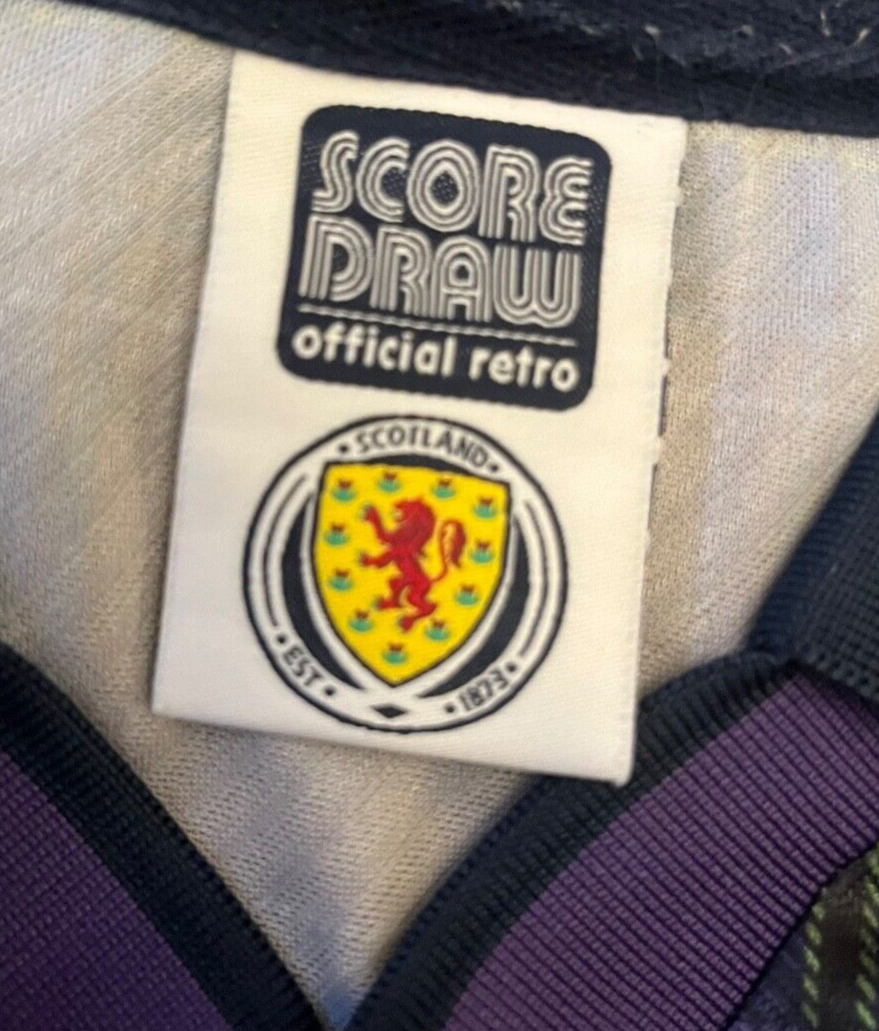 SCORE
DRAW
official retro
•SCOTLAND•
•EST•
•1873•